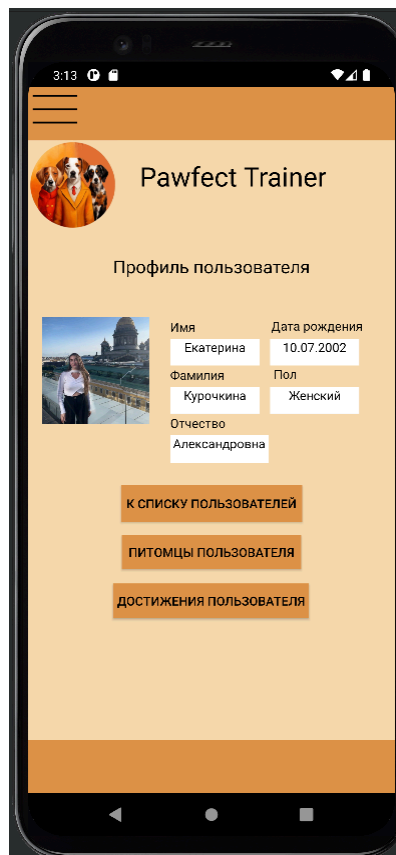 3:13
Pawfect Trainer
Профиль пользователя
Имя
Дата рождения
Екатерина
10.07.2002
Фамилия
Пол
Курочкина
Женский
Отчество
Александровна
К СПИСКУ ПОЛЬЗОВАТЕЛЕЙ
ПИТОМЦЫ ПОЛЬЗОВАТЕЛЯ
ДОСТИЖЕНИЯ ПОЛЬЗОВАТЕЛЯ